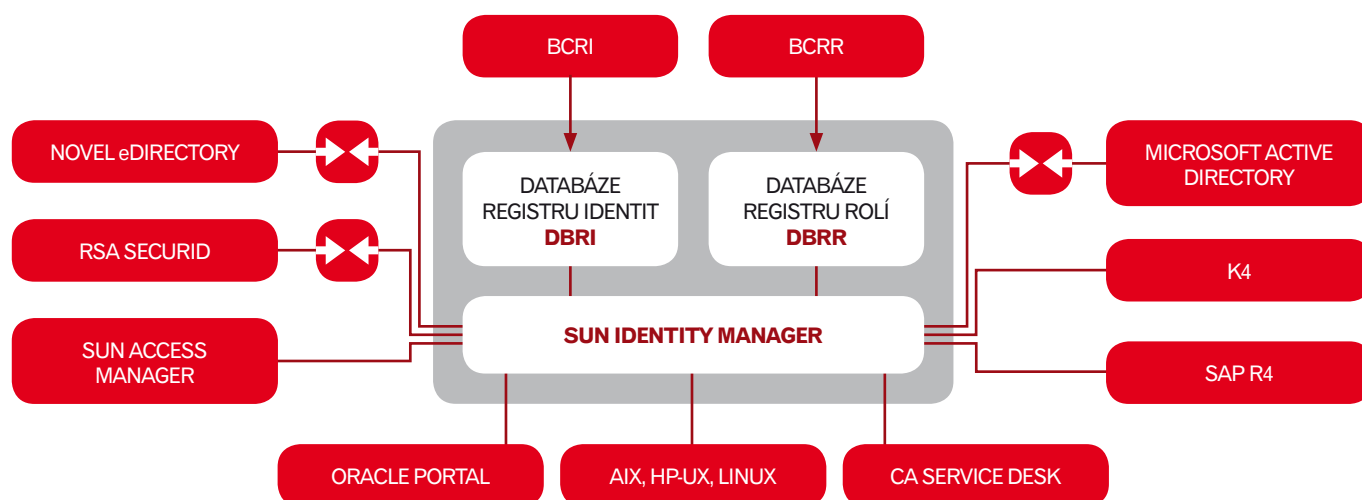 BCRI
BCRR
NOVEL eDIRECTORY
DATABÁZE
REGISTRU IDENTIT
DBRI
DATABÁZE
REGISTRU ROLÍ
DBRR
MICROSOFT ACTIVE
DIRECTORY
RSA SECURID
K4
SUN IDENTITY MANAGER
SUN ACCESS
MANAGER
SAP R4
ORACLE PORTAL
AIX, HP-UX, LINUX
CA SERVICE DESK